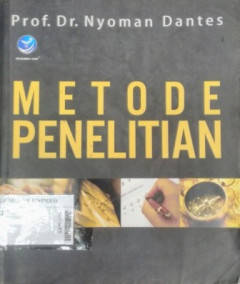 Prof. Dr. Nyoman Dantes
METODE
PENELITIAN